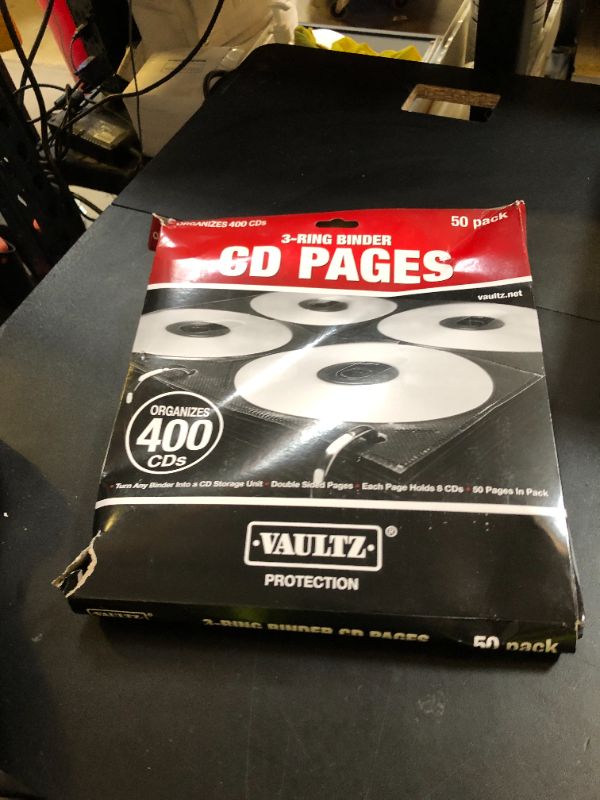 ORGANIZES 400 CDs
50 pack
3-RING BINDER
CD PAGES
vaultz.net
ORGANIZES
400
CDs
• Turn Any Binder Into a CD Storage Unit • Double Sided Pages • Each Page Holds 8 CDs • 50 Pages In Pack
•VAULTZ•®
PROTECTION
VAULTZ®
3-RING BINDER CD PAGES
50 pack